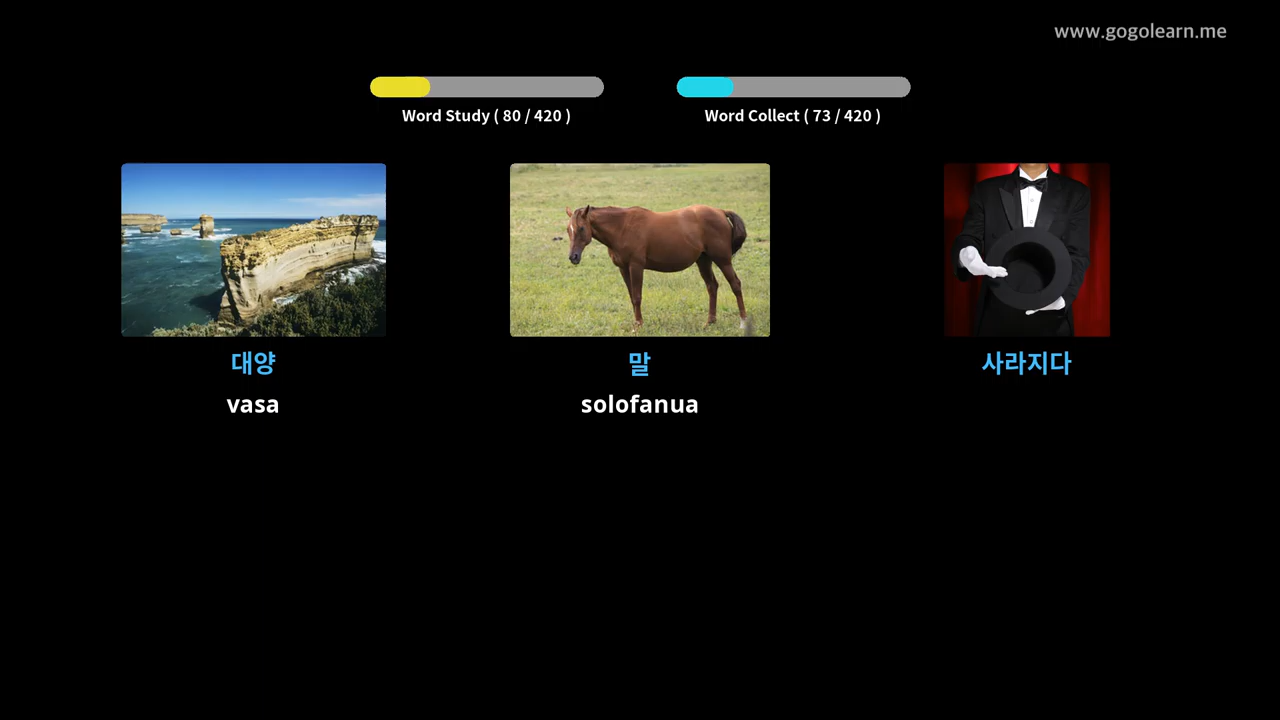 www.gogolearn.me
Word Study ( 80 / 420 )
Word Collect ( 73 / 420 )
대양
말
사라지다
vasa
solofanua